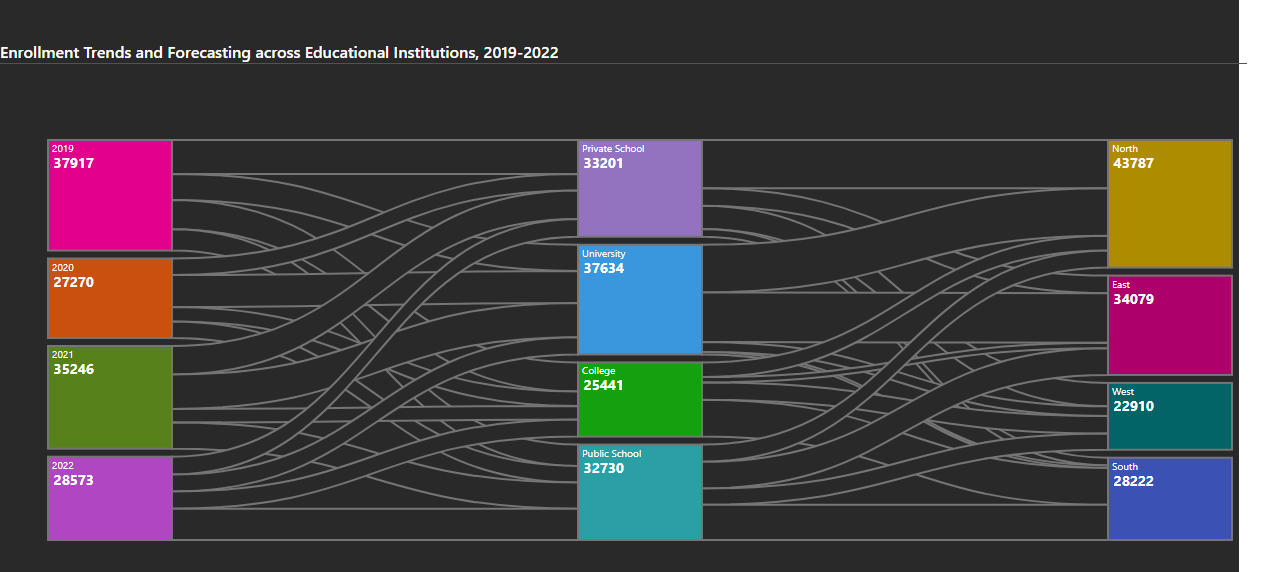 Enrollment Trends and Forecasting across Educational Institutions, 2019-2022
2019
37917
2020
27270
2021
35246
2022
28573
Private School
33201
University
37634
College
25441
Public School
32730
North
43787
East
34079
West
22910
South
28222